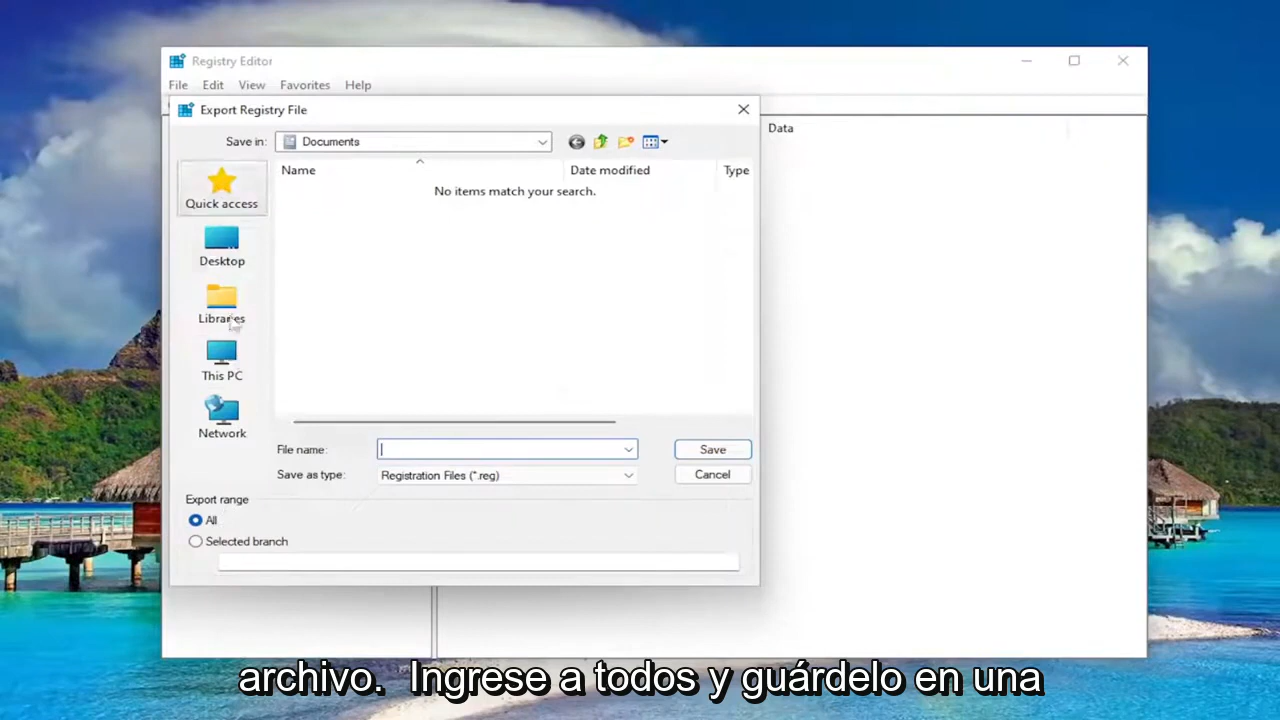 Registry Editor
File Edit View Favorites Help
Export Registry File
Save in: Documents
Data
Name Date modified Type
No items match your search.
Quick access
Desktop
Libraries
This PC
Network
File name: Save
Save as type: Registration Files (*.reg) Cancel
Export range
All
Selected branch
archivo. Ingrese a todos y guárdelo en una